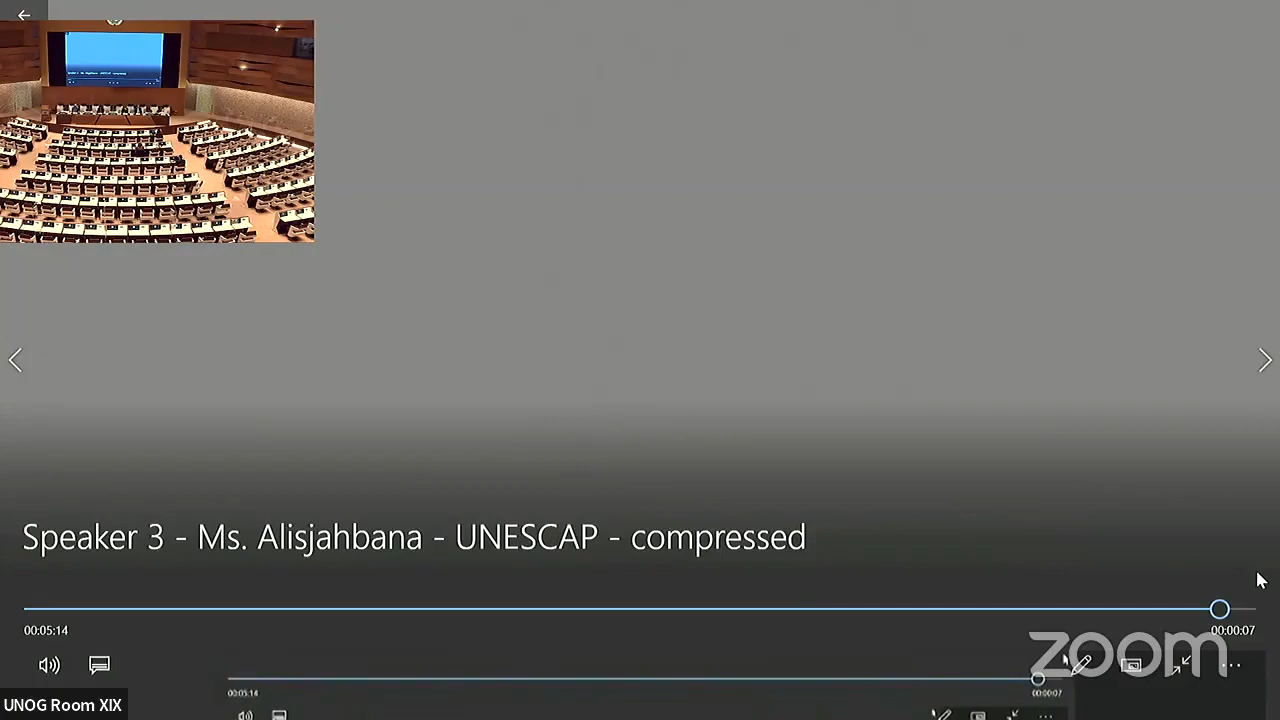 Speaker 3 - Ms. Alisjahbana - UNESCAP - compressed
00:05:14
00:00:07
zoom
00:05:14
00:00:07
UNOG Room XIX